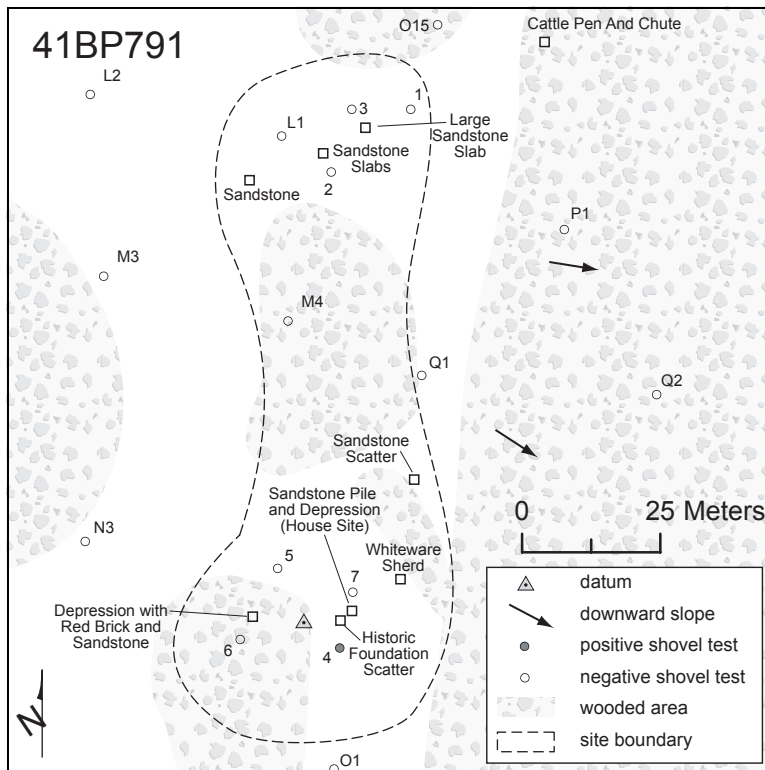 41BP791
O15
Cattle Pen And Chute
L2
3
1
L1
Large
Sandstone
Slab
Sandstone
Slabs
2
Sandstone
P1
M3
M4
Q1
Q2
Sandstone
Scatter
Sandstone Pile
and Depression
(House Site)
0 25 Meters
N3
5
Whiteware
Sherd
7
Depression with
Red Brick and
Sandstone
6
4
Historic
Foundation
Scatter
O1
N
datum
downward slope
positive shovel test
negative shovel test
wooded area
site boundary